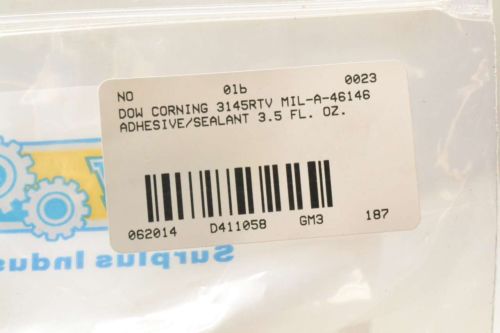 NO 01b 0023
DOW CORNING 3145RTV MIL-A-46146
ADHESIVE/SEALANT 3.5 FL. OZ.
062014 D411058 GM3 187
Surplus Indus